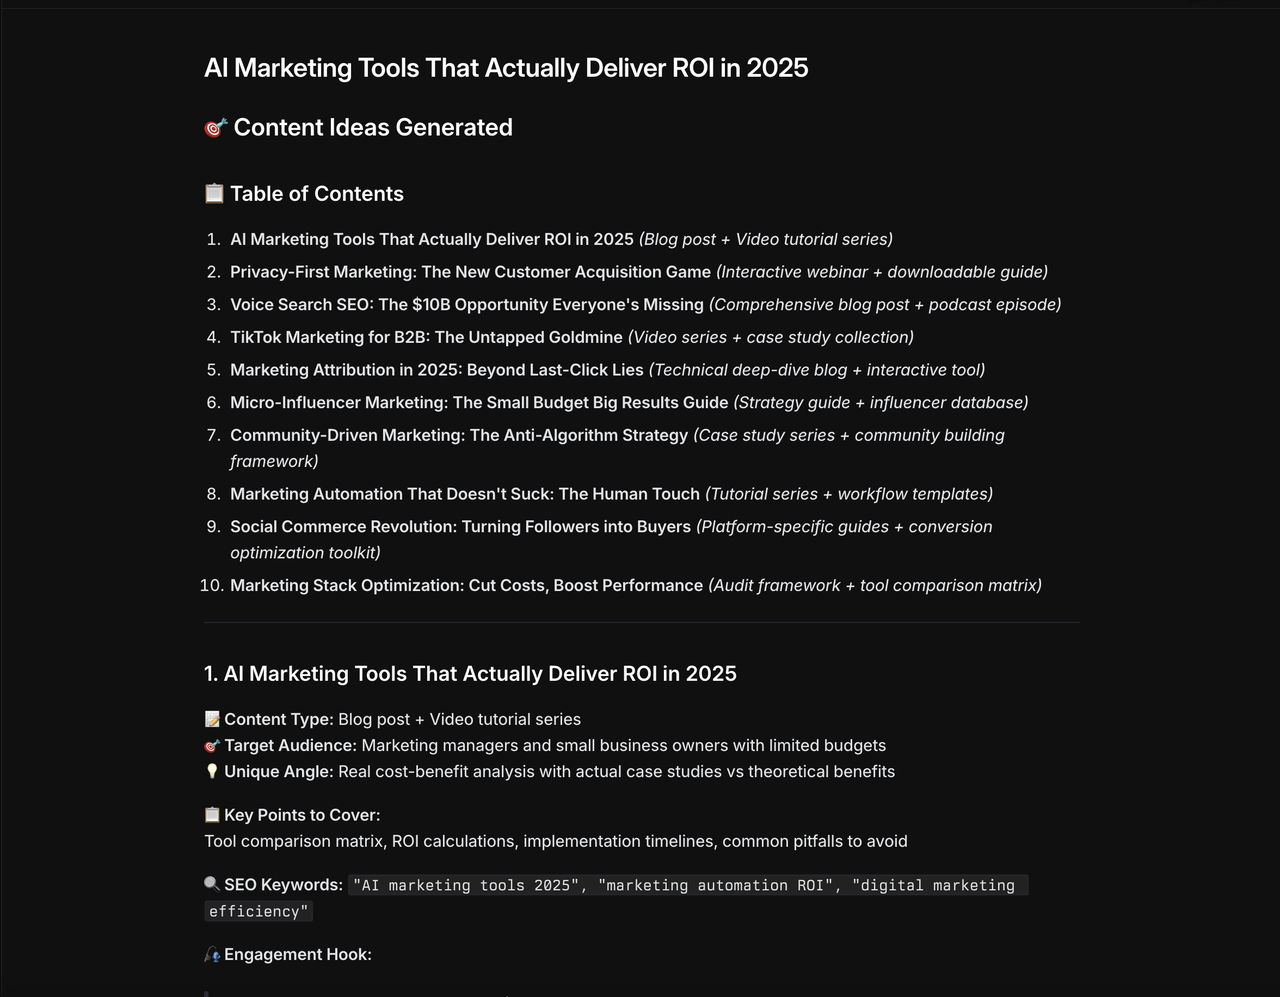 AI Marketing Tools That Actually Deliver ROI in 2025
🎯 Content Ideas Generated
📋 Table of Contents
1. AI Marketing Tools That Actually Deliver ROI in 2025 (Blog post + Video tutorial series)
2. Privacy-First Marketing: The New Customer Acquisition Game (Interactive webinar + downloadable guide)
3. Voice Search SEO: The $10B Opportunity Everyone's Missing (Comprehensive blog post + podcast episode)
4. TikTok Marketing for B2B: The Untapped Goldmine (Video series + case study collection)
5. Marketing Attribution in 2025: Beyond Last-Click Lies (Technical deep-dive blog + interactive tool)
6. Micro-Influencer Marketing: The Small Budget Big Results Guide (Strategy guide + influencer database)
7. Community-Driven Marketing: The Anti-Algorithm Strategy (Case study series + community building
framework)
8. Marketing Automation That Doesn't Suck: The Human Touch (Tutorial series + workflow templates)
9. Social Commerce Revolution: Turning Followers into Buyers (Platform-specific guides + conversion
optimization toolkit)
10. Marketing Stack Optimization: Cut Costs, Boost Performance (Audit framework + tool comparison matrix)
1. AI Marketing Tools That Actually Deliver ROI in 2025
📝 Content Type: Blog post + Video tutorial series
🎯 Target Audience: Marketing managers and small business owners with limited budgets
💡 Unique Angle: Real cost-benefit analysis with actual case studies vs theoretical benefits
📋 Key Points to Cover:
Tool comparison matrix, ROI calculations, implementation timelines, common pitfalls to avoid
🔍 SEO Keywords: "AI marketing tools 2025", "marketing automation ROI", "digital marketing
efficiency"
🎣 Engagement Hook: